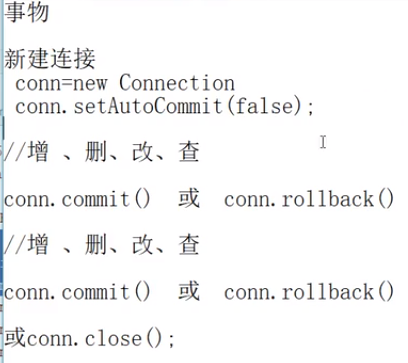 事物
新建连接
conn=new Connection
conn.setAutoCommit(false);
//增 、删、改、查
conn.commit() 或 conn.rollback()
//增 、删、改、查
conn.commit() 或 conn.rollback()
或conn.close();